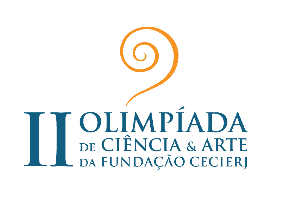 II OLIMPÍADA
DE CIÊNCIA & ARTE
DA FUNDAÇÃO CECIERJ